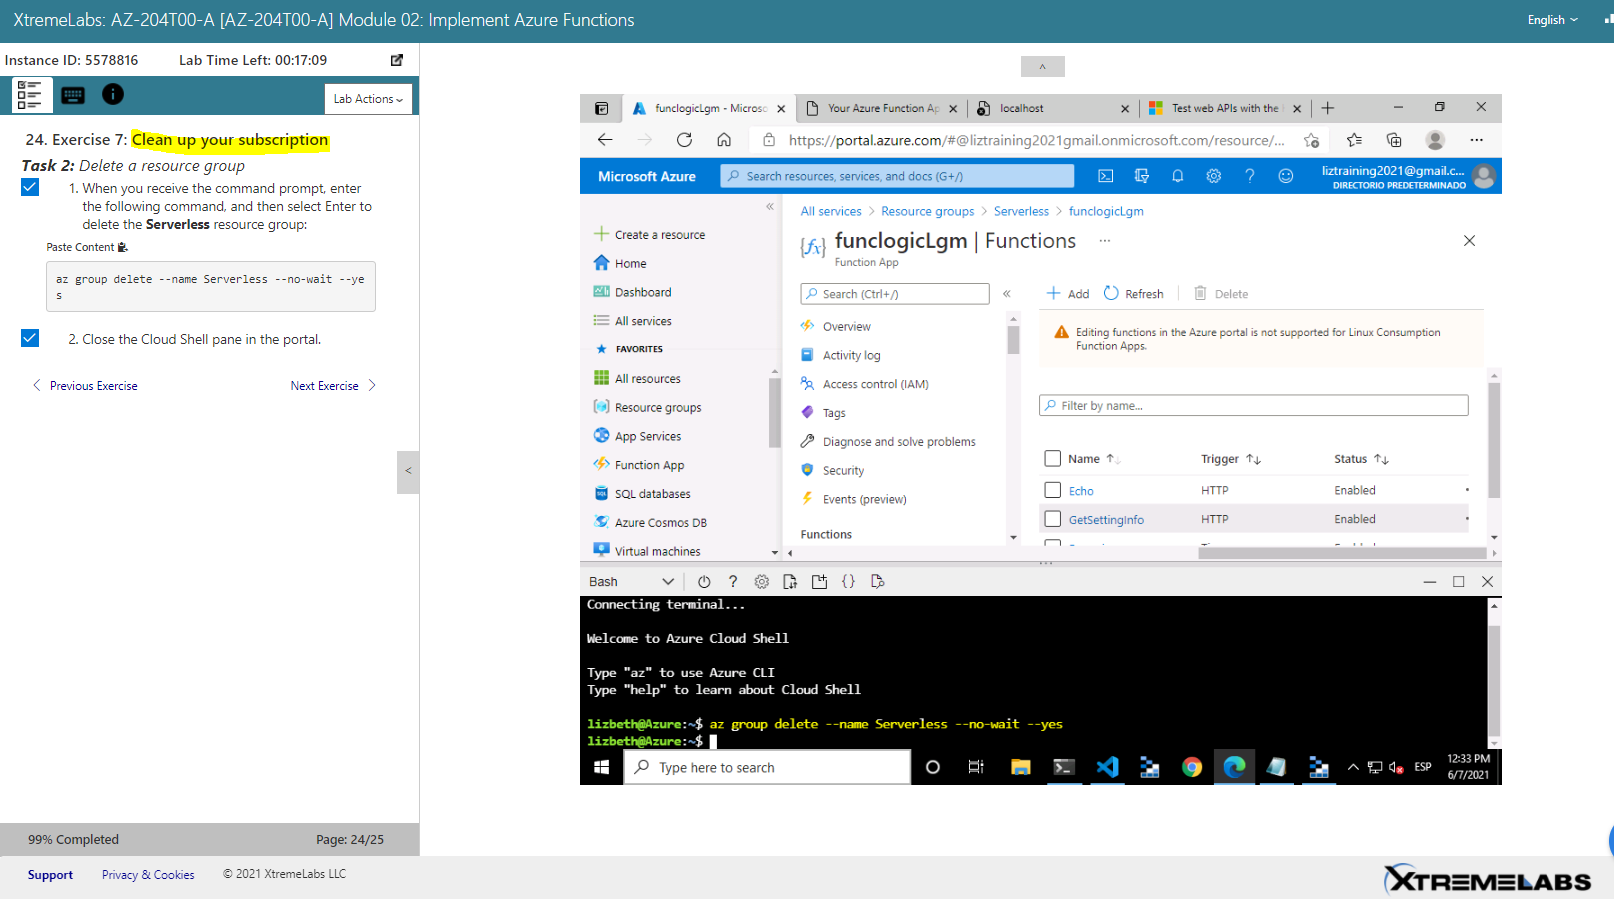 XtremeLabs: AZ-204T00-A [AZ-204T00-A] Module 02: Implement Azure Functions
English
Instance ID: 5578816
Lab Time Left: 00:17:09
Lab Actions
24. Exercise 7: Clean up your subscription
Task 2: Delete a resource group
1. When you receive the command prompt, enter
the following command, and then select Enter to
delete the Serverless resource group:
Paste Content
az group delete --name Serverless --no-wait --ye
s
2. Close the Cloud Shell pane in the portal.
< Previous Exercise
Next Exercise >
<
99% Completed
Page: 24/25
Support
Privacy & Cookies
© 2021 XtremeLabs LLC
XTREMELABS
^
funclogicLgm - Microso
Your Azure Function Ap
localhost
Test web APIs with the
https://portal.azure.com/#@liztraining2021gmail.onmicrosoft.com/resource/...
Microsoft Azure
Search resources, services, and docs (G+/)
liztraining2021@gmail.c...
DIRECTORIO PREDETERMINADO
«
Create a resource
Home
Dashboard
All services
FAVORITES
All resources
Resource groups
App Services
Function App
SQL databases
Azure Cosmos DB
Virtual machines
All services > Resource groups > Serverless > funclogicLgm
funclogicLgm | Functions ...
Function App
Search (Ctrl+/)
«
Overview
Activity log
Access control (IAM)
Tags
Diagnose and solve problems
Security
Events (preview)
Functions
Add
Refresh
Delete
Editing functions in the Azure portal is not supported for Linux Consumption
Function Apps.
Filter by name...
Name ↑↓ Trigger ↑↓ Status ↑↓
Echo HTTP Enabled
GetSettingInfo HTTP Enabled
Bash
?
{}
Connecting terminal...
Welcome to Azure Cloud Shell
Type "az" to use Azure CLI
Type "help" to learn about Cloud Shell
lizbeth@Azure:~$ az group delete --name Serverless --no-wait --yes
lizbeth@Azure:~$
Type here to search
ESP
12:33 PM
6/7/2021